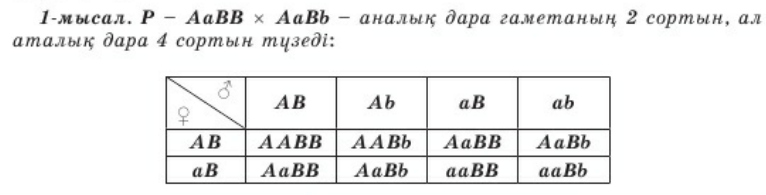 1-мысал. P – AaBB × AaBb – аналық дара гаметаның 2 сортын, ал
аталық дара 4 сортын түзеді:
♂ AB Ab aB ab
♀
AB AABB AABb AaBB AaBb
aB AaBB AaBb aaBB aaBb